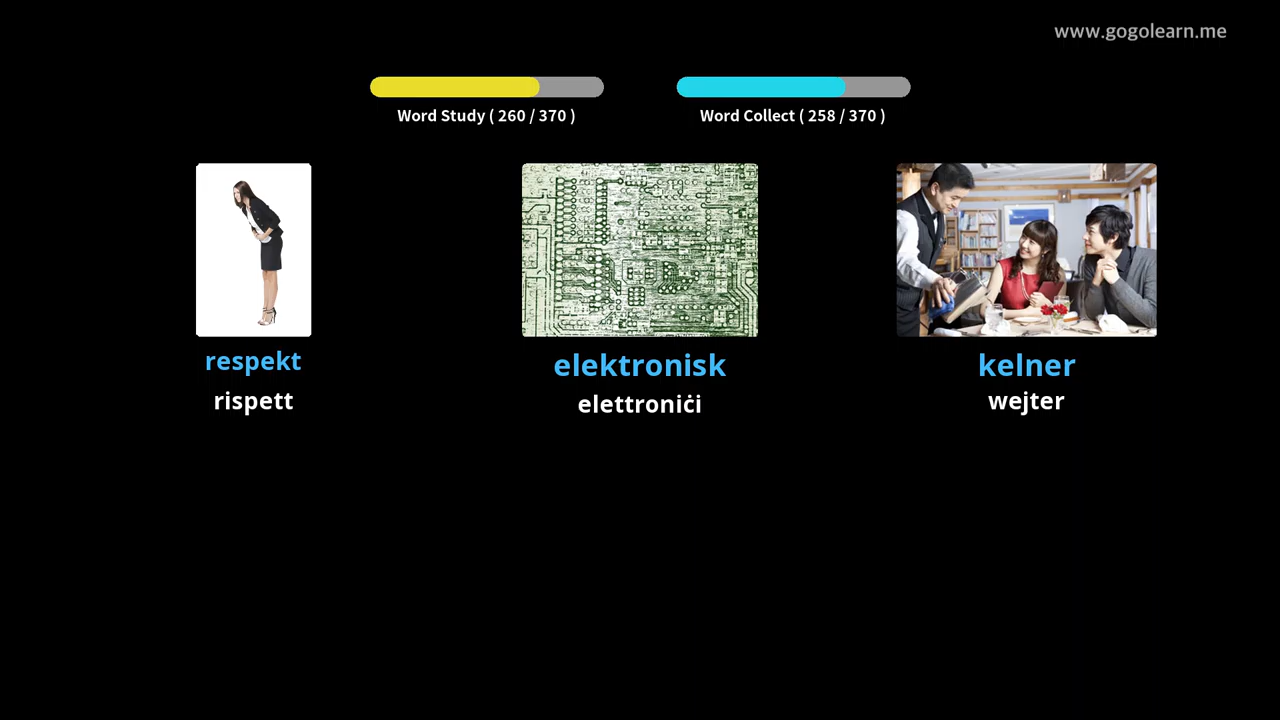 www.gogolearn.me
Word Study ( 260 / 370 )
Word Collect ( 258 / 370 )
respekt
rispett
elektronisk
elettroniċi
kelner
wejter